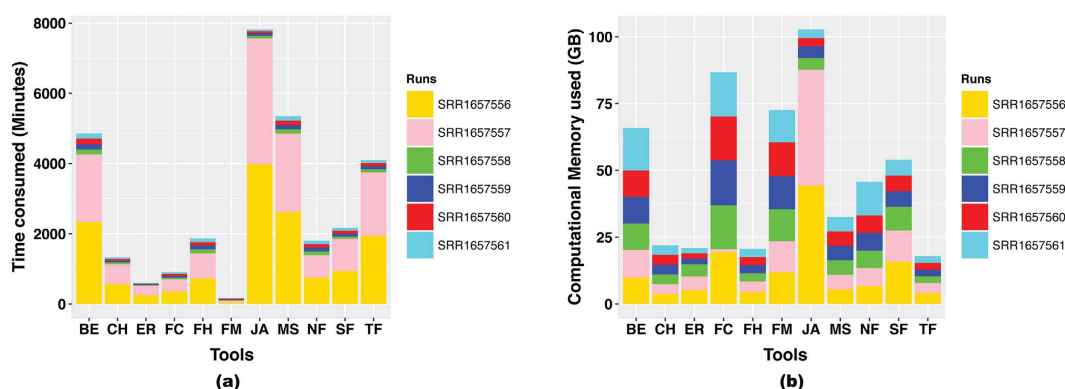 Time consumed (Minutes)
8000
6000
4000
2000
0
BE CH ER FC FH FM JA MS NF SF TF
Tools
(a)
Runs
SRR1657556
SRR1657557
SRR1657558
SRR1657559
SRR1657560
SRR1657561
Computational Memory used (GB)
100
75
50
25
0
BE CH ER FC FH FM JA MS NF SF TF
Tools
(b)
Runs
SRR1657556
SRR1657557
SRR1657558
SRR1657559
SRR1657560
SRR1657561